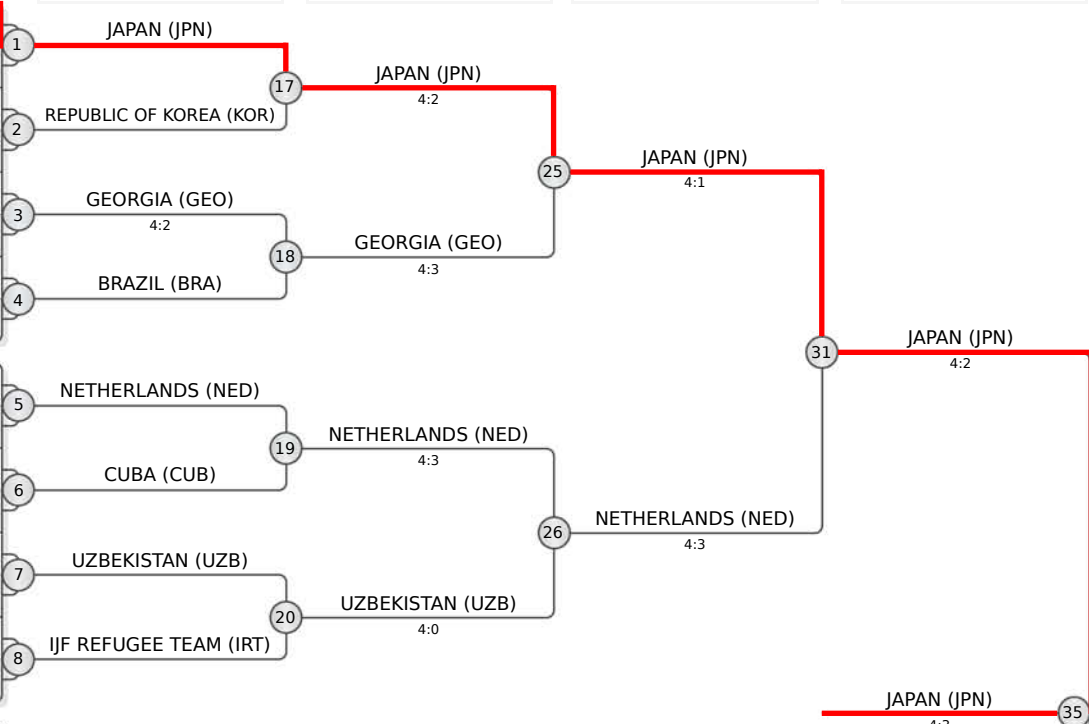 JAPAN (JPN)
1
JAPAN (JPN)
17
4:2
REPUBLIC OF KOREA (KOR)
2
JAPAN (JPN)
25
4:1
GEORGIA (GEO)
3
4:2
GEORGIA (GEO)
18
4:3
BRAZIL (BRA)
4
JAPAN (JPN)
31
4:2
NETHERLANDS (NED)
5
NETHERLANDS (NED)
19
4:3
CUBA (CUB)
6
NETHERLANDS (NED)
26
4:3
UZBEKISTAN (UZB)
7
UZBEKISTAN (UZB)
20
4:0
IJF REFUGEE TEAM (IRT)
8
JAPAN (JPN)
35